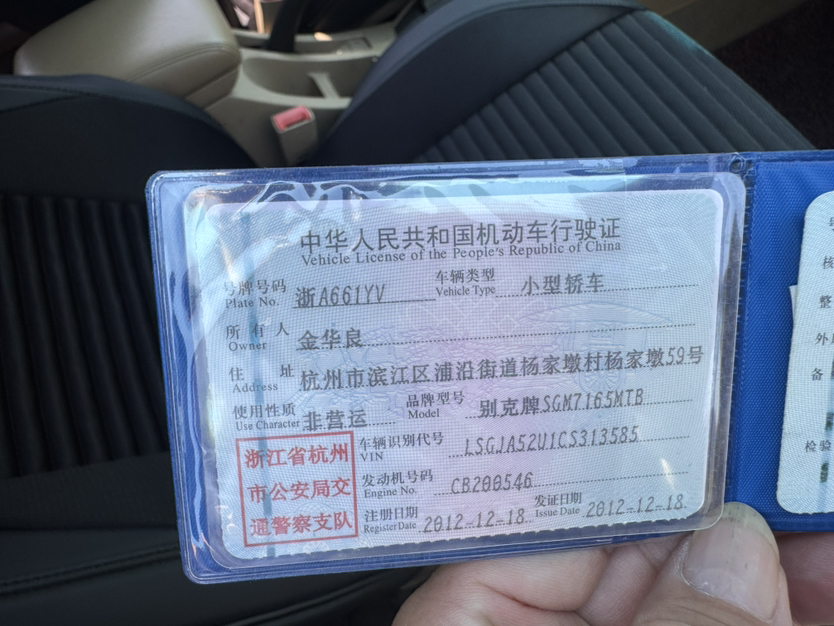 中华人民共和国机动车行驶证
Vehicle License of the People's Republic of China
号牌号码 浙A661YV 车辆类型 小型轿车
Plate No. Vehicle Type
所有人 金华良
Owner
住址 杭州市滨江区浦沿街道杨家墩村杨家墩59号
Address
使用性质 非营运 品牌型号 别克牌SGM7165MTB
Use Character Model
浙江省杭州
市公安局交
通警察支队
车辆识别代号 LSGJA52U1CS313585
VIN
发动机号码 CB200546
Engine No.
注册日期 2012-12-18 发证日期 2012-12-18
Register Date Issue Date
号
核
整
外
备
检验